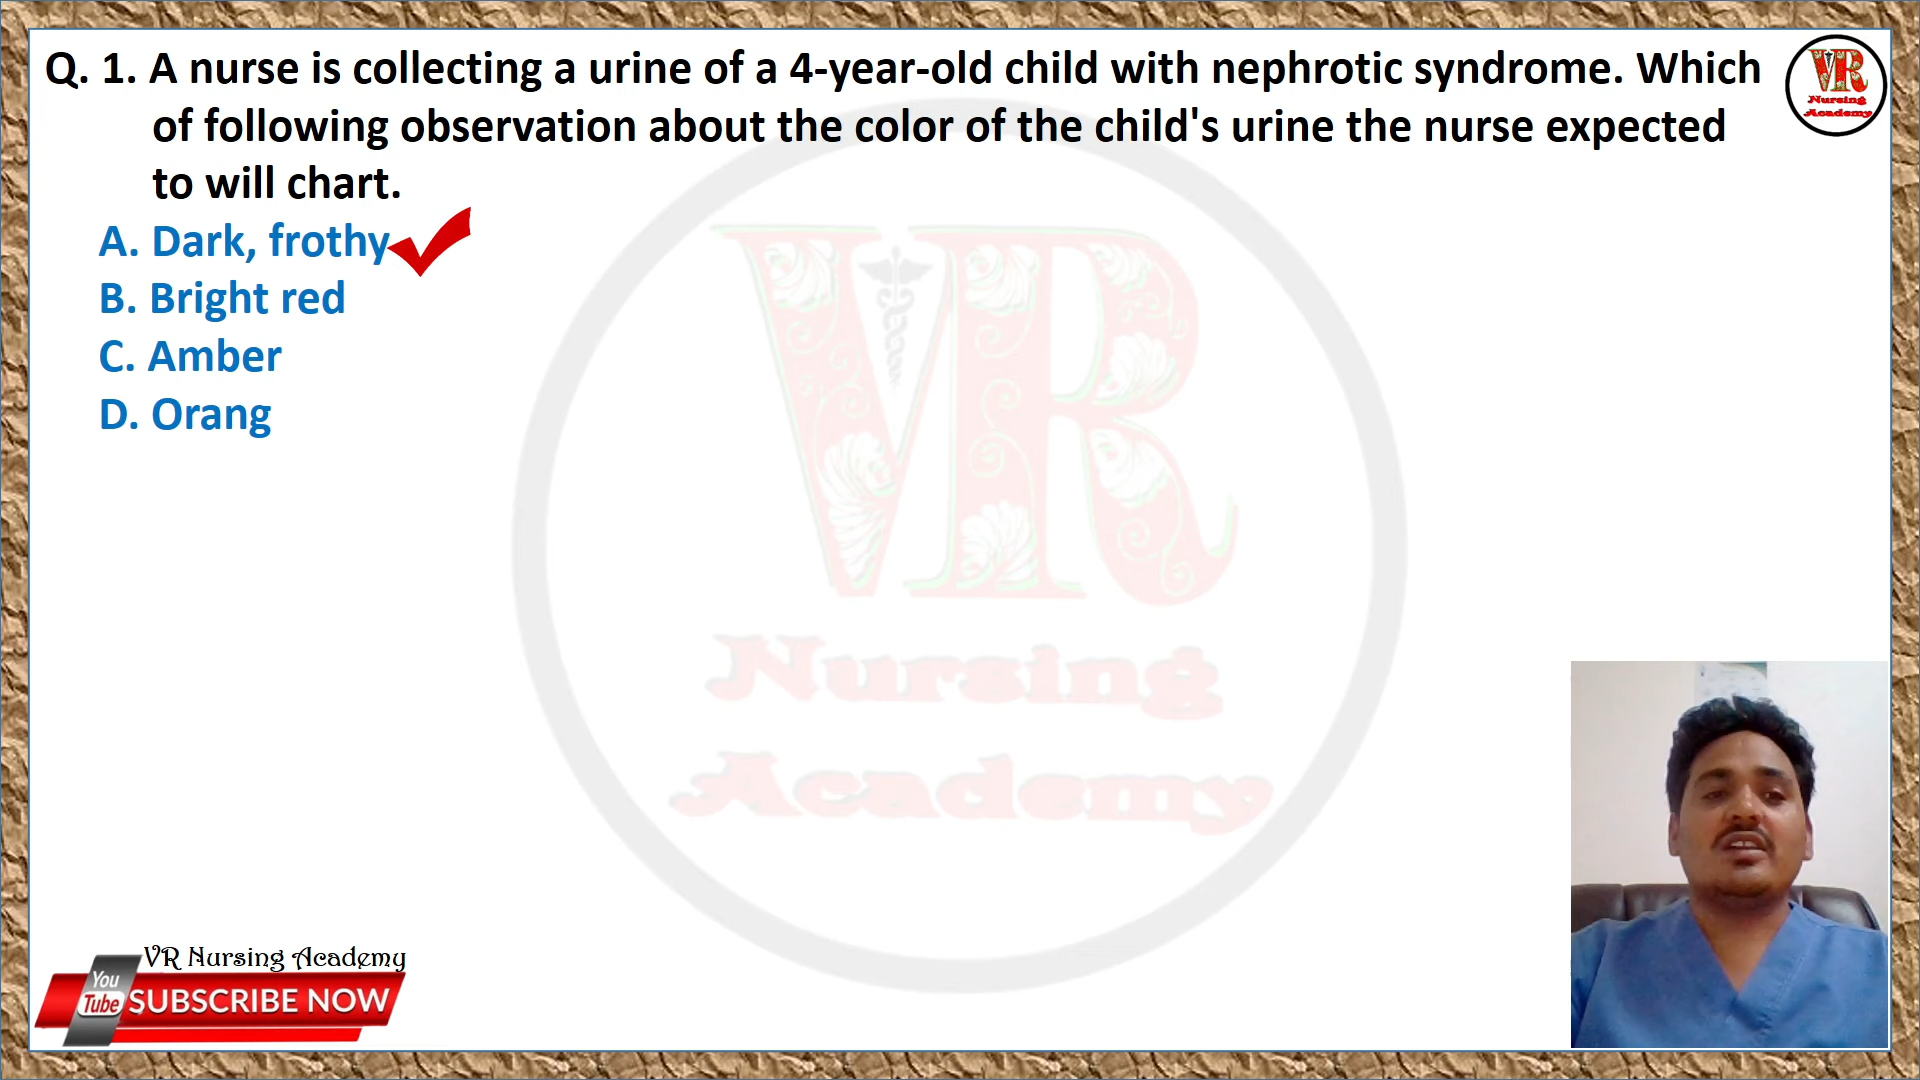 Q. 1. A nurse is collecting a urine of a 4-year-old child with nephrotic syndrome. Which
of following observation about the color of the child's urine the nurse expected
to will chart.
A. Dark, frothy
B. Bright red
C. Amber
D. Orang
VR
Nursing
Academy
VR
Nursing
Academy
VR Nursing Academy
You
Tube
SUBSCRIBE NOW